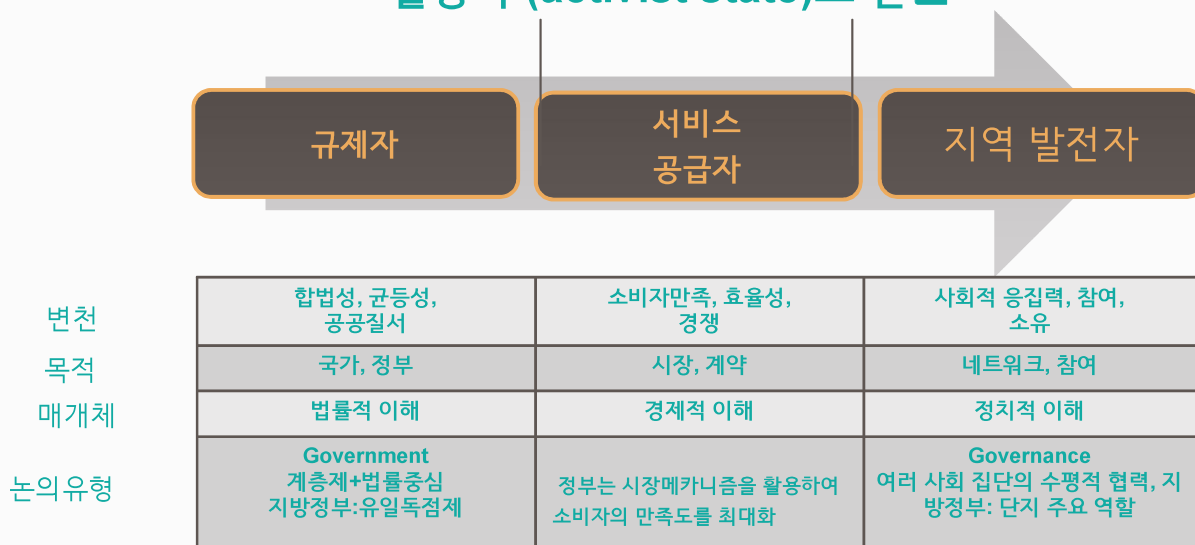 (activist state)로
규제자
서비스
공급자
지역 발전자
변천
합법성, 균등성,
공공질서
소비자만족, 효율성,
경쟁
사회적 응집력, 참여,
소유
목적
국가, 정부
시장, 계약
네트워크, 참여
매개체
법률적 이해
경제적 이해
정치적 이해
논의유형
Government
계층제+법률중심
지방정부:유일독점제
정부는 시장메카니즘을 활용하여
소비자의 만족도를 최대화
Governance
여러 사회 집단의 수평적 협력, 지
방정부: 단지 주요 역할